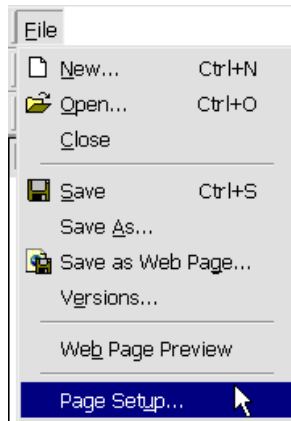 File
New... Ctrl+N
Open... Ctrl+O
Close
Save Ctrl+S
Save As...
Save as Web Page...
Versions...
Web Page Preview
Page Setup...